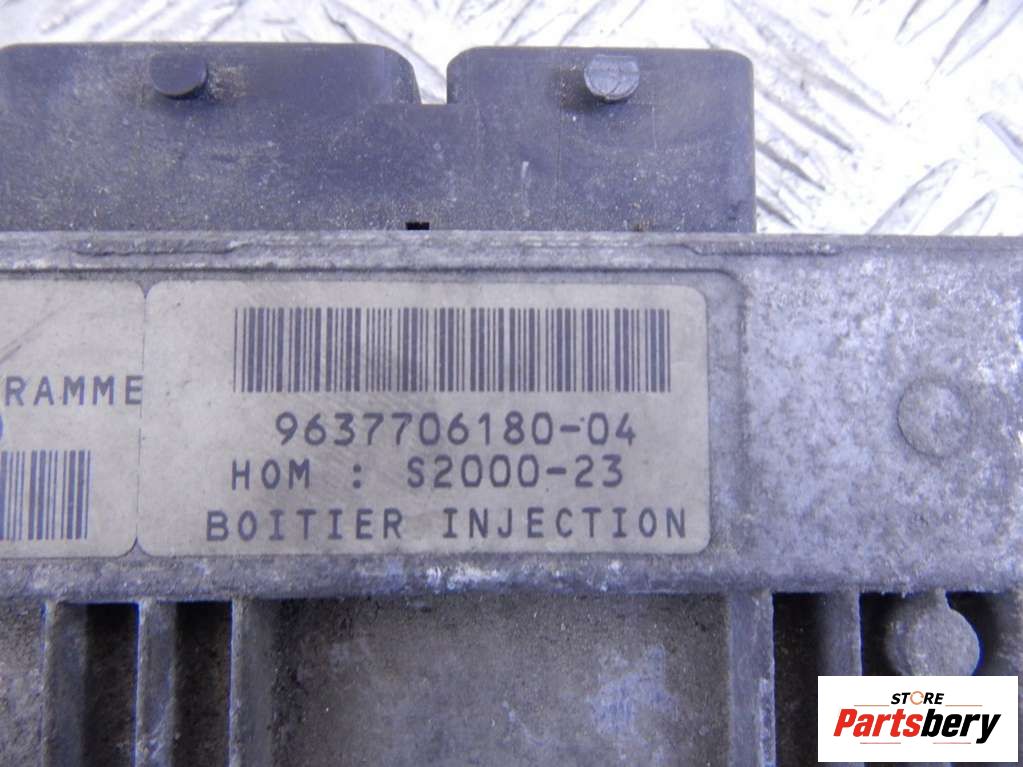 RAMME
9637706180-04
HOM : S2000-23
BOITIER INJECTION
STORE
Partsbery